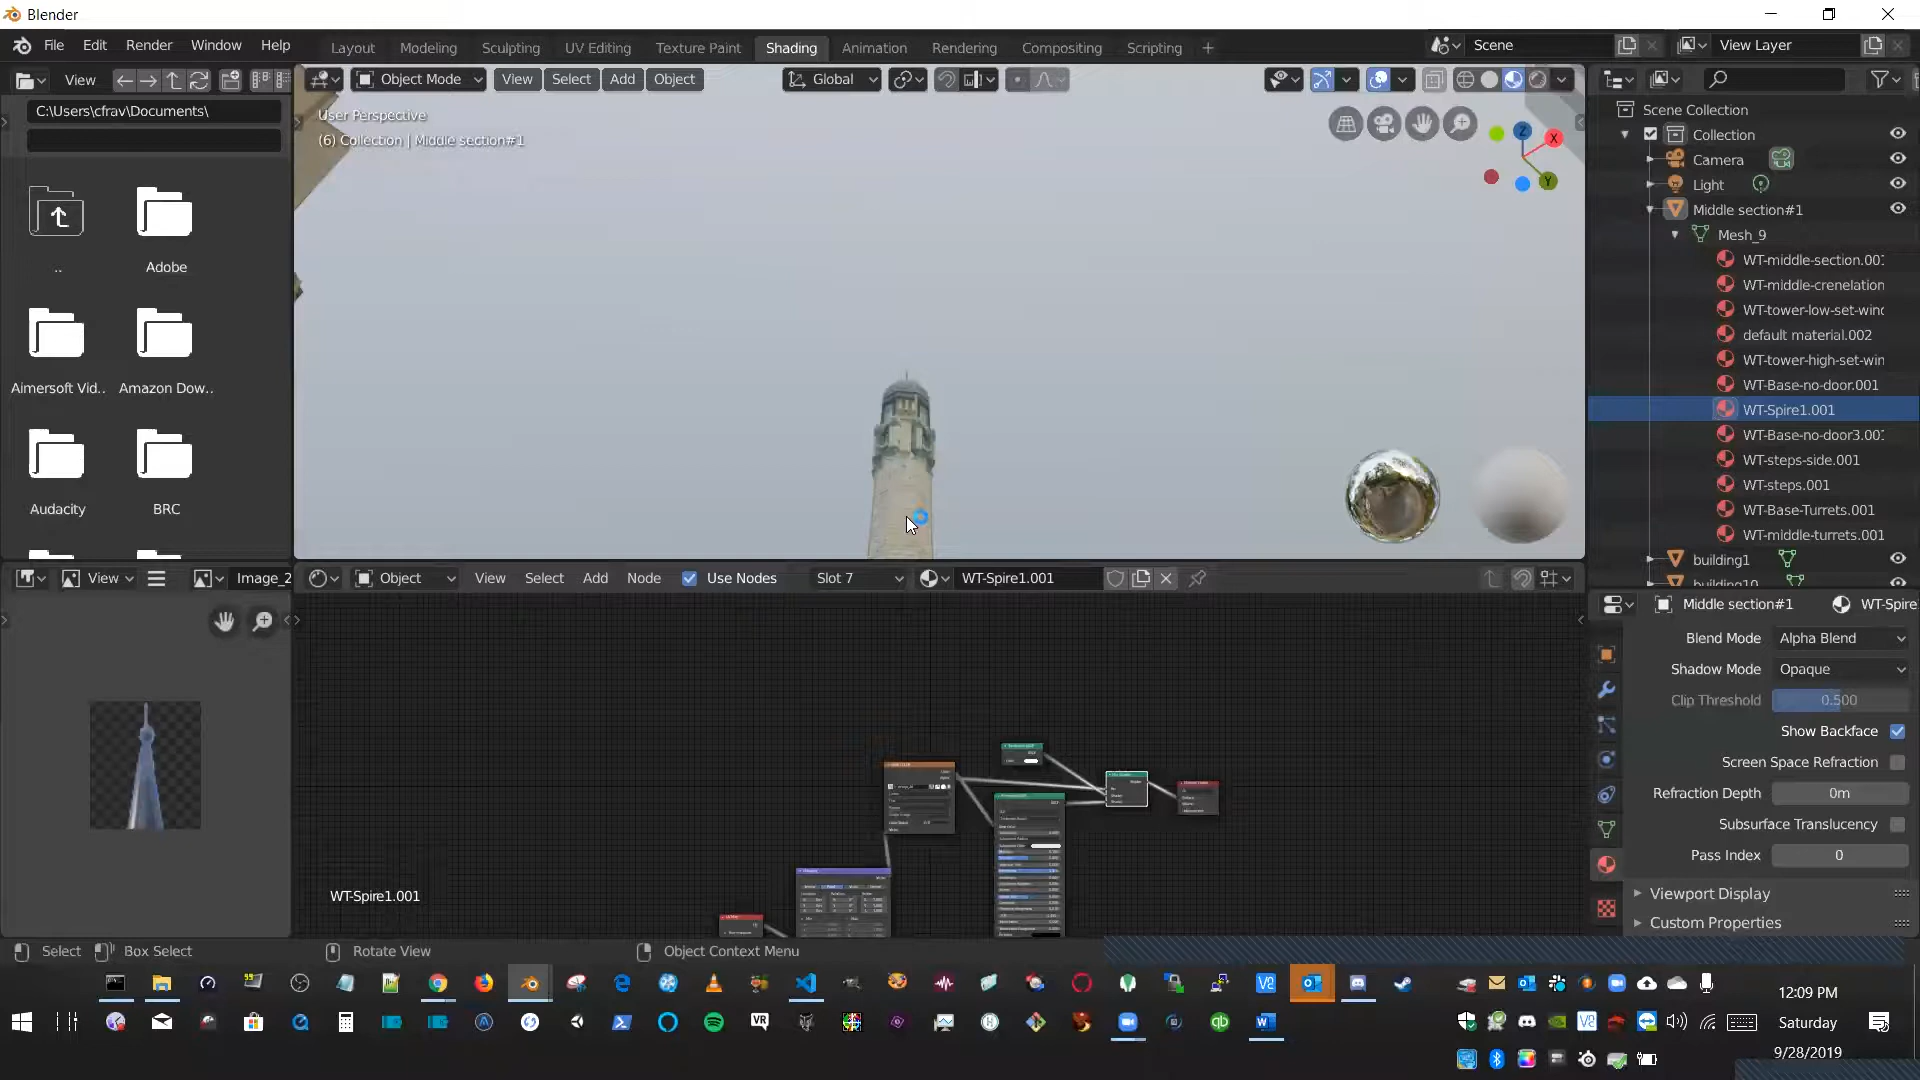 Blender
File Edit Render Window Help
Layout Modeling Sculpting UV Editing Texture Paint Shading Animation Rendering Compositing Scripting +
Scene
View Layer
View
C:\Users\cfrav\Documents\
..
Adobe
Aimersoft Vid..
Amazon Dow..
Audacity
BRC
Object Mode View Select Add Object Global
User Perspective
(6) Collection | Middle section#1
Z
X
Y
Scene Collection
Collection
Camera
Light
Middle section#1
Mesh_9
WT-middle-section.001
WT-middle-crenelation
WT-tower-low-set-wind
default material.002
WT-tower-high-set-win
WT-Base-no-door.001
WT-Spire1.001
WT-Base-no-door3.001
WT-steps-side.001
WT-steps.001
WT-Base-Turrets.001
WT-middle-turrets.001
building1
building10
View
Image_2
Object View Select Add Node Use Nodes Slot 7 WT-Spire1.001
WT-Spire1.001
Middle section#1 WT-Spire
Blend Mode Alpha Blend
Shadow Mode Opaque
Clip Threshold 0.500
Show Backface
Screen Space Refraction
Refraction Depth 0m
Subsurface Translucency
Pass Index 0
Viewport Display
Custom Properties
Select Box Select Rotate View Object Context Menu
12:09 PM
Saturday
9/28/2019